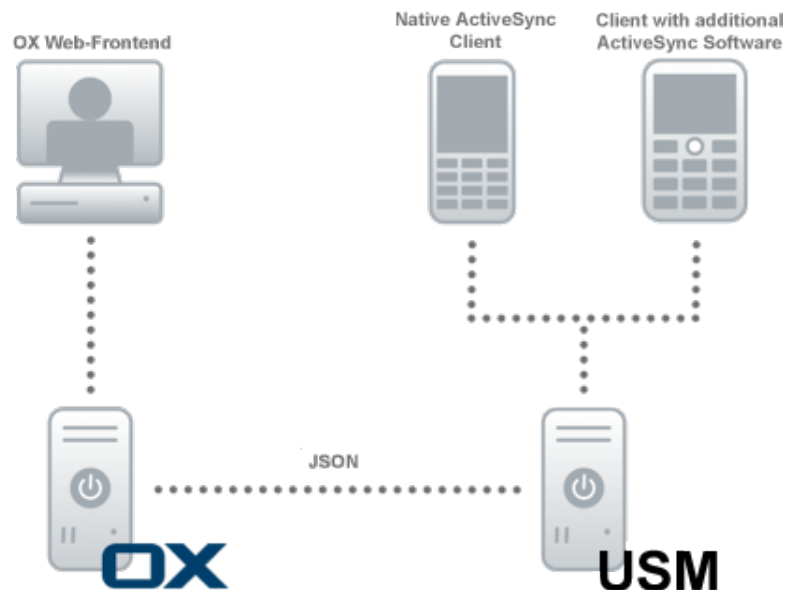 OX Web-Frontend
Native ActiveSync
Client
Client with additional
ActiveSync Software
JSON
OX
USM